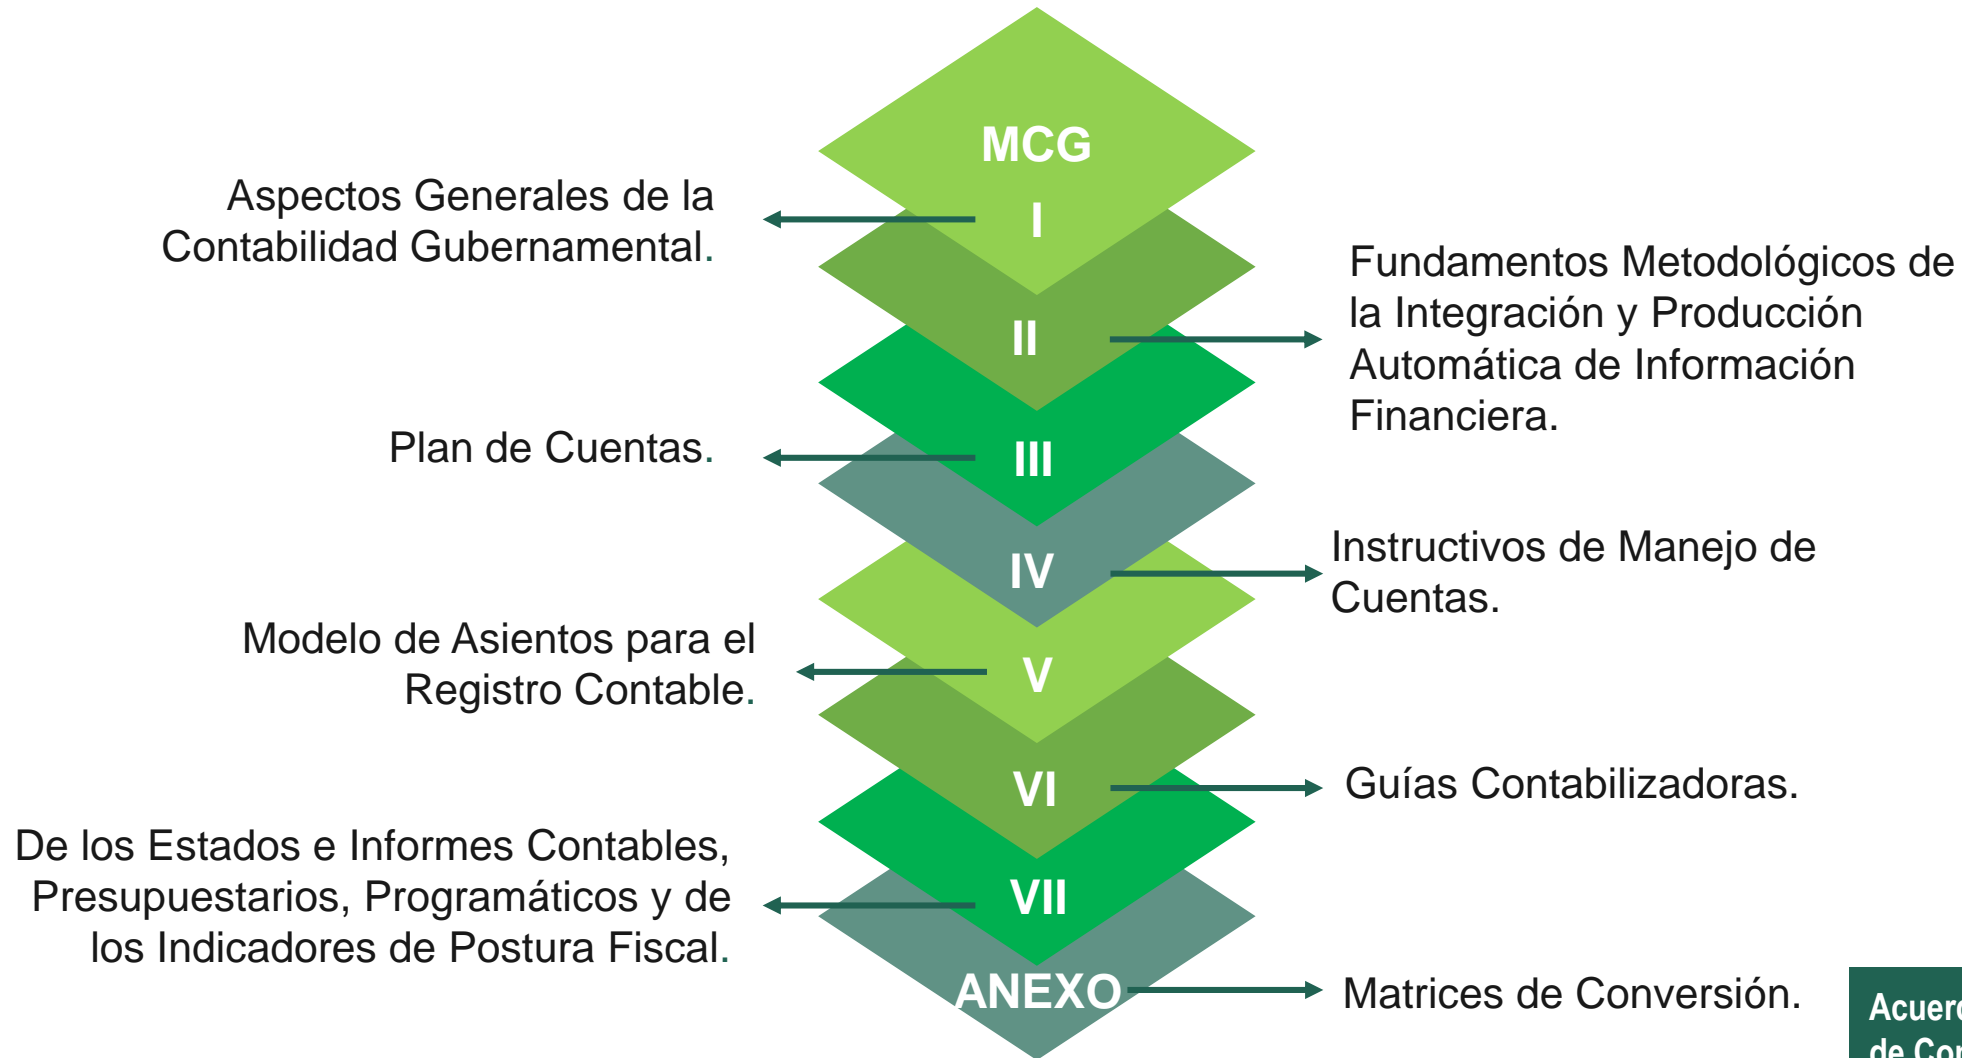 MCG
I
Aspectos Generales de la
Contabilidad Gubernamental.
II
Fundamentos Metodológicos de
la Integración y Producción
Automática de Información
Financiera.
III
Plan de Cuentas.
IV
Instructivos de Manejo de
Cuentas.
V
Modelo de Asientos para el
Registro Contable.
VI
Guías Contabilizadoras.
VII
De los Estados e Informes Contables,
Presupuestarios, Programáticos y de
los Indicadores de Postura Fiscal.
ANEXO
Matrices de Conversión.
de